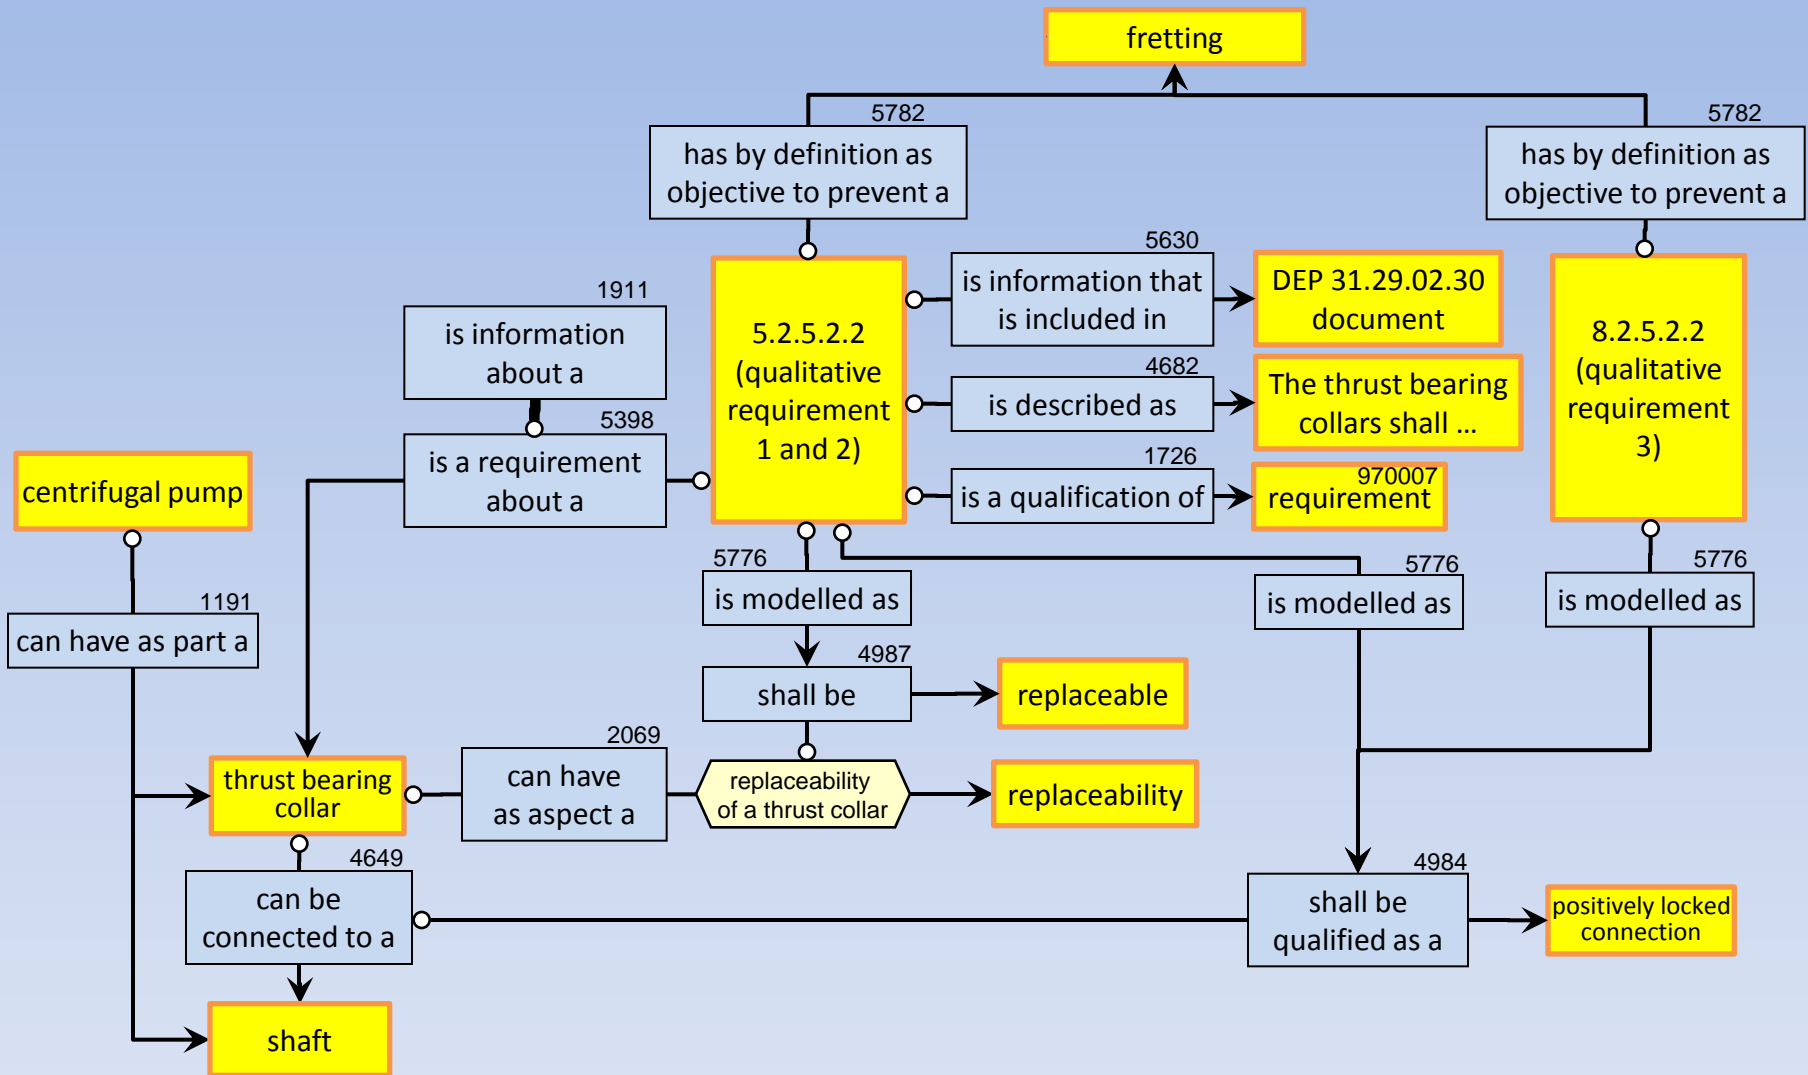 fretting
5782
has by definition as
objective to prevent a
5782
has by definition as
objective to prevent a
5630
is information that
is included in
DEP 31.29.02.30
document
1911
is information
about a
5.2.5.2.2
(qualitative
requirement
1 and 2)
8.2.5.2.2
(qualitative
requirement
3)
4682
is described as
The thrust bearing
collars shall ...
5398
is a requirement
about a
1726
is a qualification of
970007
requirement
centrifugal pump
5776
is modelled as
5776
is modelled as
5776
is modelled as
1191
can have as part a
4987
shall be
replaceable
2069
can have
as aspect a
thrust bearing
collar
replaceability
of a thrust collar
replaceability
4649
can be
connected to a
4984
shall be
qualified as a
positively locked
connection
shaft